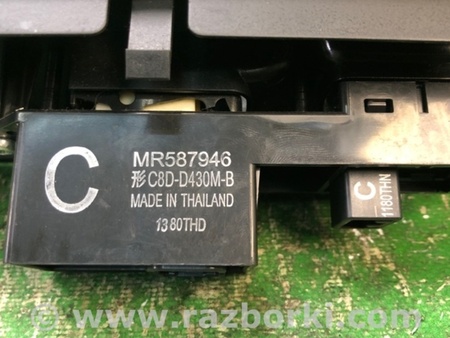 C
MR587946
形 C8D-D430M-B
MADE IN THAILAND
1380THD
C
1180THN
© www.razborki.com